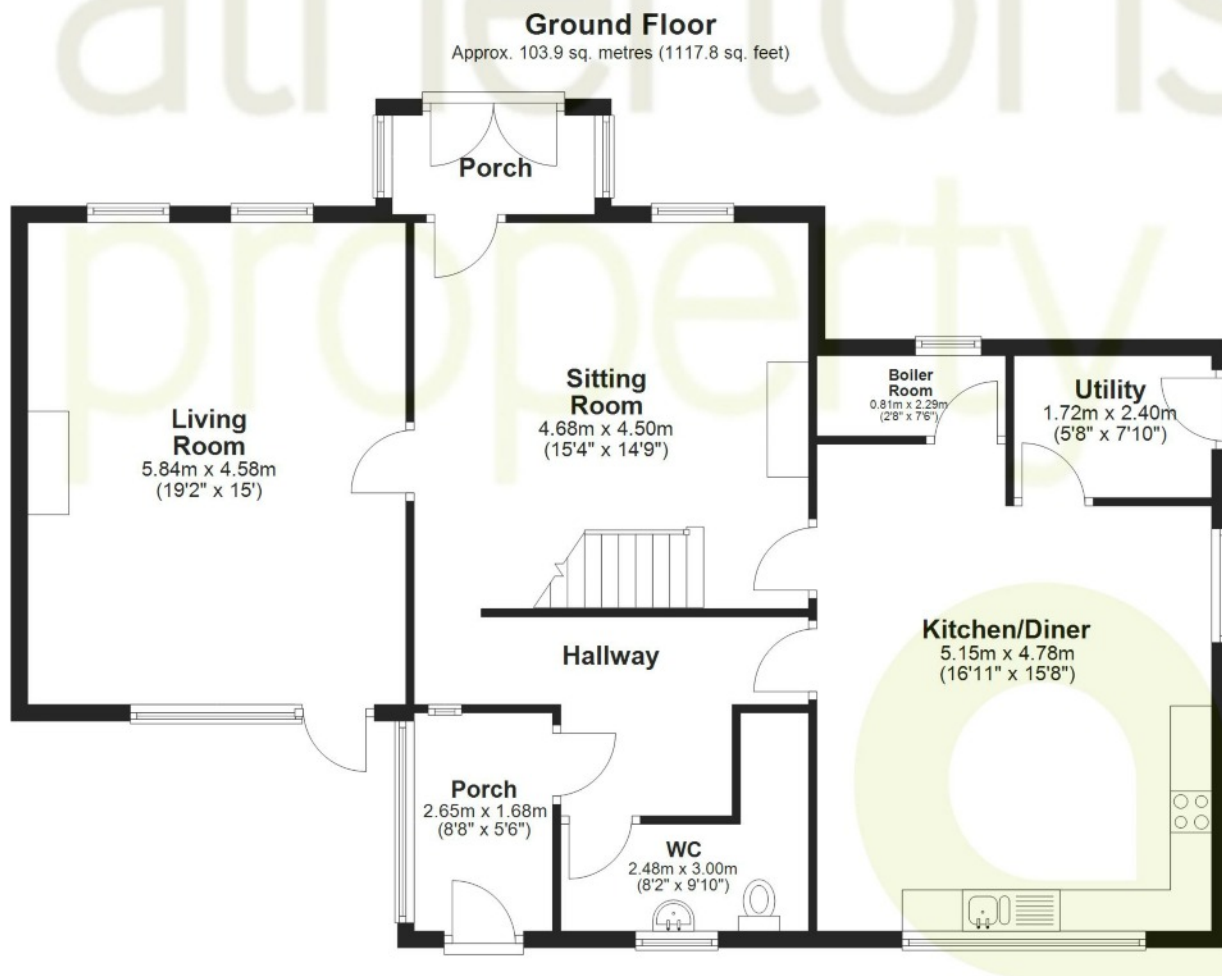 athertons
property
Ground Floor
Approx. 103.9 sq. metres (1117.8 sq. feet)
Porch
Living
Room
5.84m x 4.58m
(19'2" x 15')
Sitting
Room
4.68m x 4.50m
(15'4" x 14'9")
Boiler
Room
0.81m x 2.29m
(2'8" x 7'6")
Utility
1.72m x 2.40m
(5'8" x 7'10")
Kitchen/Diner
5.15m x 4.78m
(16'11" x 15'8")
Hallway
Porch
2.65m x 1.68m
(8'8" x 5'6")
WC
2.48m x 3.00m
(8'2" x 9'10")